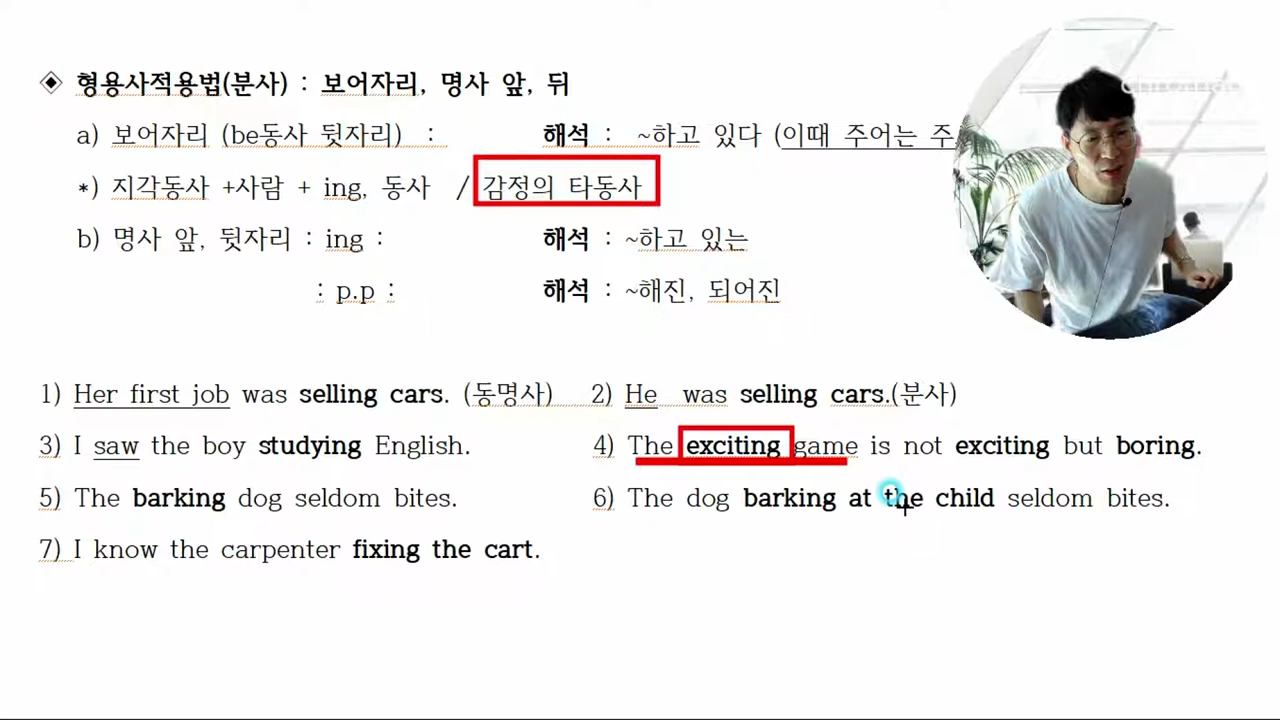 ◈ 형용사적용법(분사) : 보어자리, 명사 앞, 뒤
a) 보어자리 (be동사 뒷자리) : 해석 : ~하고 있다 (이때 주어는 주
*) 지각동사 +사람 + ing, 동사 / 감정의 타동사
b) 명사 앞, 뒷자리 : ing : 해석 : ~하고 있는
: p.p : 해석 : ~해진, 되어진
1) Her first job was selling cars. (동명사) 2) He was selling cars.(분사)
3) I saw the boy studying English. 4) The exciting game is not exciting but boring.
5) The barking dog seldom bites. 6) The dog barking at the child seldom bites.
7) I know the carpenter fixing the cart.